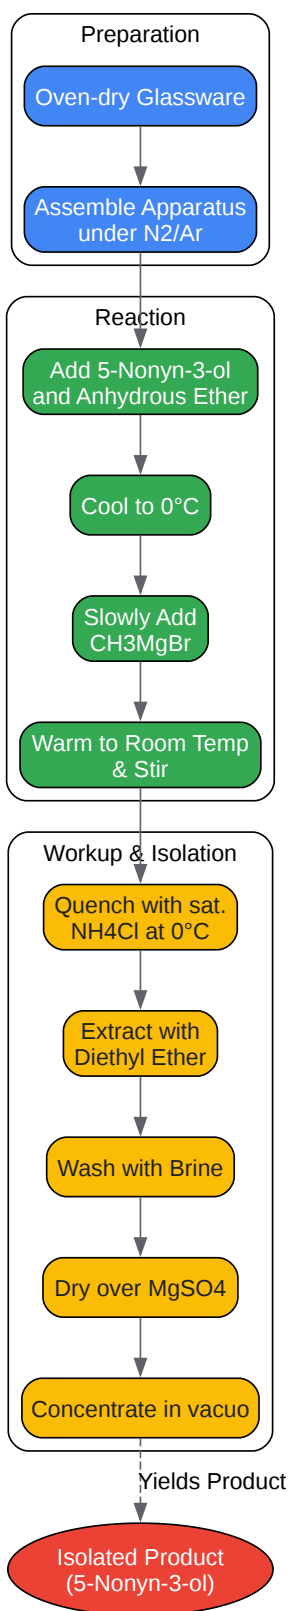 Preparation
Oven-dry Glassware
Assemble Apparatus
under N2/Ar
Reaction
Add 5-Nonyn-3-ol
and Anhydrous Ether
Cool to 0°C
Slowly Add
CH3MgBr
Warm to Room Temp
& Stir
Workup & Isolation
Quench with sat.
NH4Cl at 0°C
Extract with
Diethyl Ether
Wash with Brine
Dry over MgSO4
Concentrate in vacuo
Yields Product
Isolated Product
(5-Nonyn-3-ol)